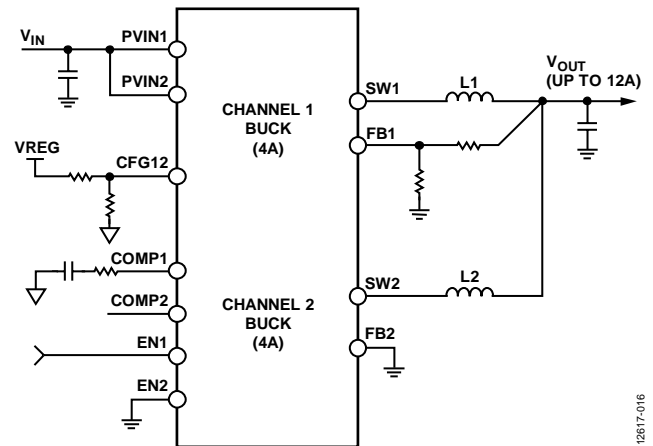 VIN
PVIN1
PVIN2
VREG
CFG12
COMP1
COMP2
EN1
EN2
CHANNEL 1
BUCK
(4A)
CHANNEL 2
BUCK
(4A)
SW1
L1
VOUT
(UP TO 12A)
FB1
SW2
L2
FB2
12617-016